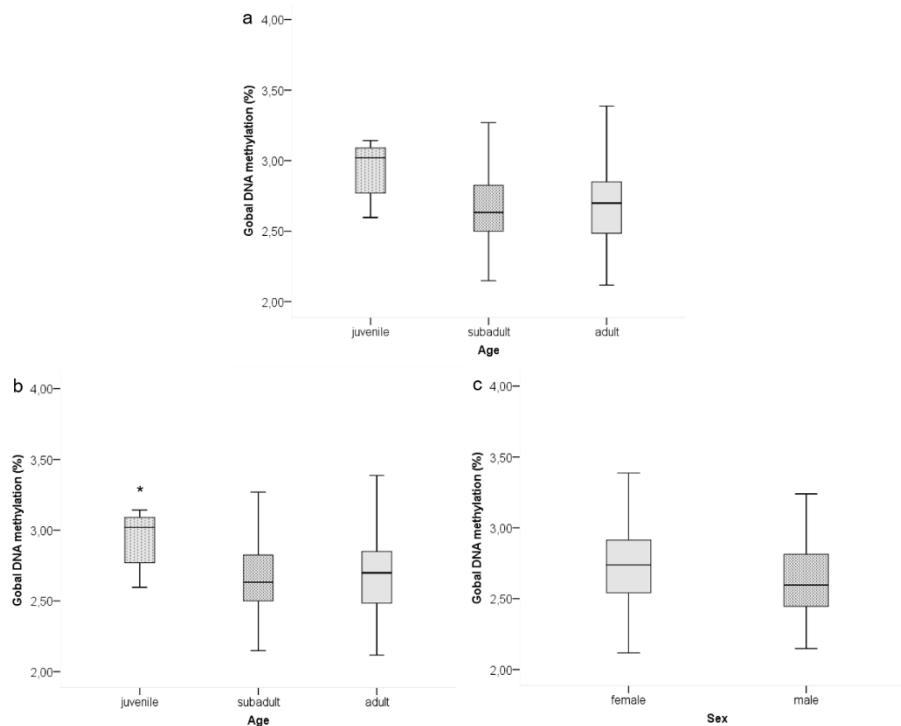 a
Gobal DNA methylation (%)
4,00
3,50
3,00
2,50
2,00
juvenile subadult adult
Age
b
Gobal DNA methylation (%)
4,00
3,50
3,00
2,50
2,00
*
juvenile subadult adult
Age
c
Gobal DNA methylation (%)
4,00
3,50
3,00
2,50
2,00
female male
Sex